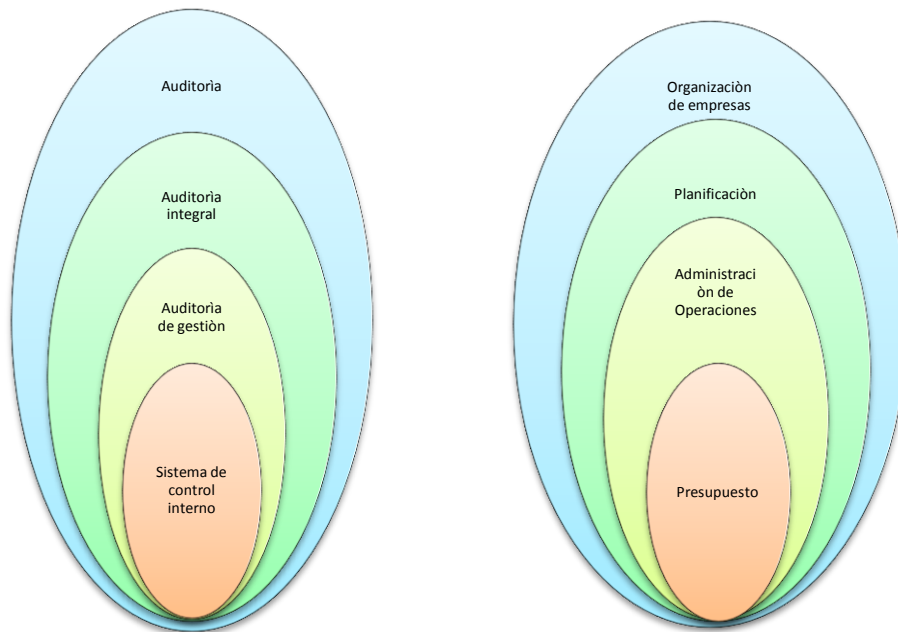 Auditorìa
Auditorìa
integral
Auditorìa
de gestiòn
Sistema de
control
interno
Organizaciòn
de empresas
Planificaciòn
Administraci
òn de
Operaciones
Presupuesto